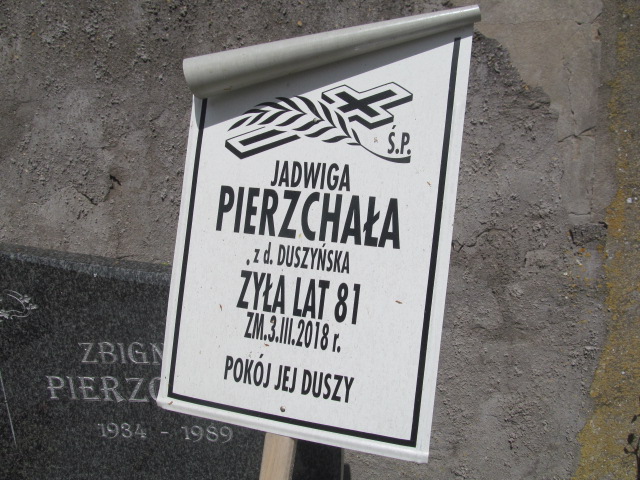 Ś.P.
JADWIGA
PIERZCHAŁA
z d. DUSZYŃSKA
ŻYŁA LAT 81
ZM.3.III.2018 r.
POKÓJ JEJ DUSZY
1934 - 1989